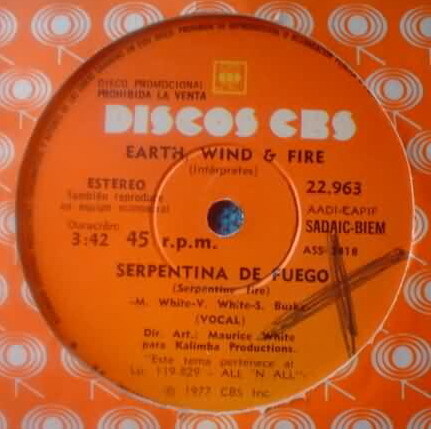 DISCO PROMOCIONAL
PROHIBIDA LA VENTA
CBS
DISCOS CBS
EARTH, WIND & FIRE
(Intérpretes)
ESTEREO
También reproduce
en equipo monoaural
22.963
AADI-CAPIF
SADAIC-BIEM
Duración:
3:42
45 r.p.m.
SERPENTINA DE FUEGO
(Serpentine fire)
-M. White-V. White-S. Burke-
(VOCAL)
Dir. Art.: Maurice White
para Kalimba Productions.
"Este tema pertenece al
L.D. 119-829 - ALL 'N ALL"
℗ 1977 CBS Inc.